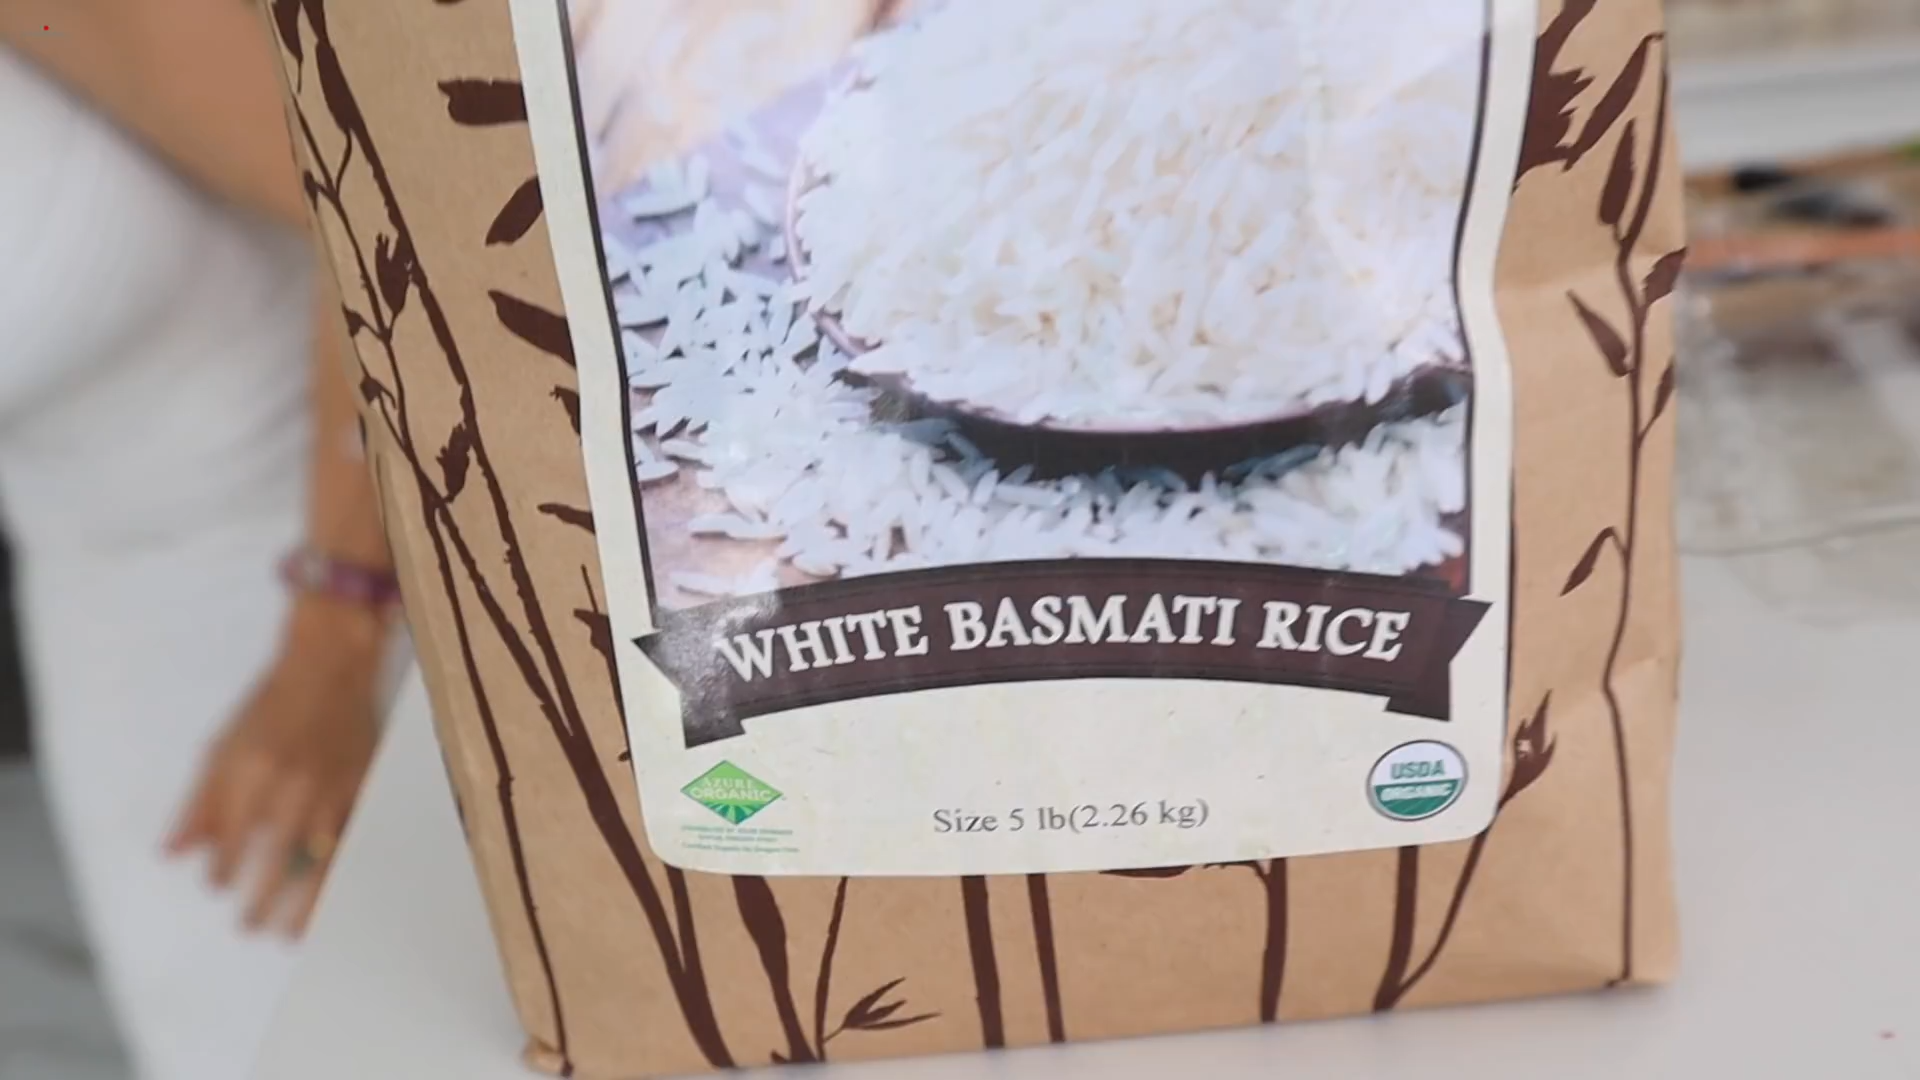 WHITE BASMATI RICE
AZURE
ORGANIC
USDA
ORGANIC
Size 5 lb(2.26 kg)